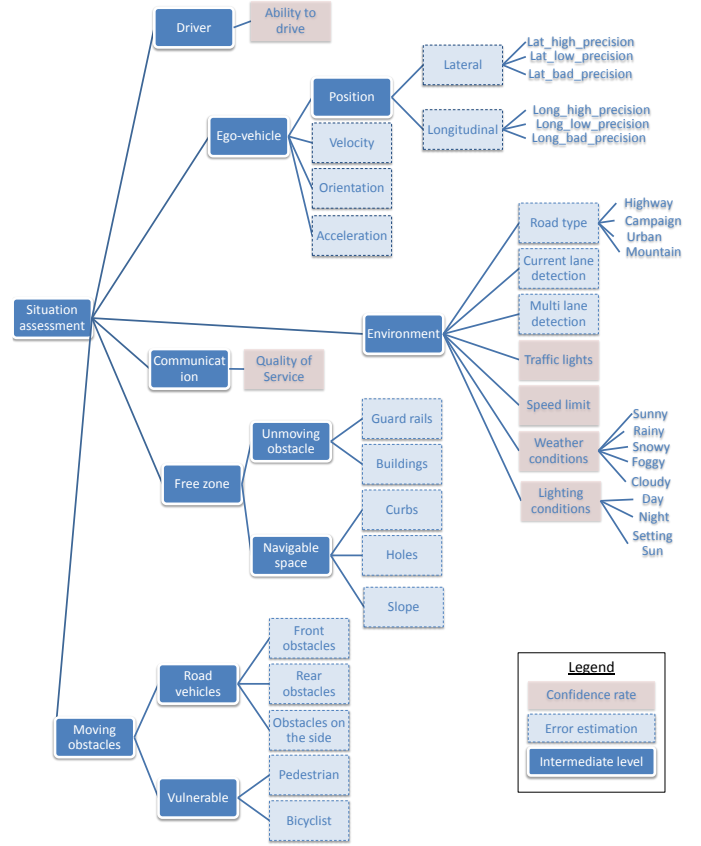 Driver
Ability to
drive
Ego-vehicle
Position
Lateral
Lat_high_precision
Lat_low_precision
Lat_bad_precision
Longitudinal
Long_high_precision
Long_low_precision
Long_bad_precision
Velocity
Orientation
Acceleration
Situation
assessment
Environment
Road type
Highway
Campaign
Urban
Mountain
Current lane
detection
Multi lane
detection
Traffic lights
Speed limit
Weather
conditions
Sunny
Rainy
Snowy
Foggy
Cloudy
Lighting
conditions
Day
Night
Setting
Sun
Communicat
ion
Quality of
Service
Free zone
Unmoving
obstacle
Guard rails
Buildings
Navigable
space
Curbs
Holes
Slope
Moving
obstacles
Road
vehicles
Front
obstacles
Rear
obstacles
Obstacles on
the side
Vulnerable
Pedestrian
Bicyclist
Legend
Confidence rate
Error estimation
Intermediate level